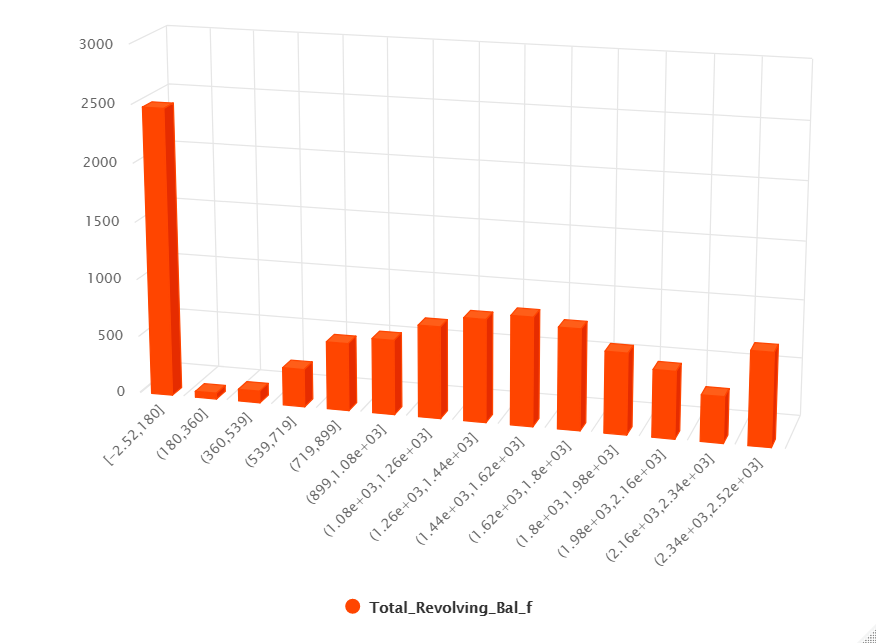 3000
2500
2000
1500
1000
500
0
[−2.52,180]
(180,360]
(360,539]
(539,719]
(719,899]
(899,1.08e+03]
(1.08e+03,1.26e+03]
(1.26e+03,1.44e+03]
(1.44e+03,1.62e+03]
(1.62e+03,1.8e+03]
(1.8e+03,1.98e+03]
(1.98e+03,2.16e+03]
(2.16e+03,2.34e+03]
(2.34e+03,2.52e+03]
Total_Revolving_Bal_f